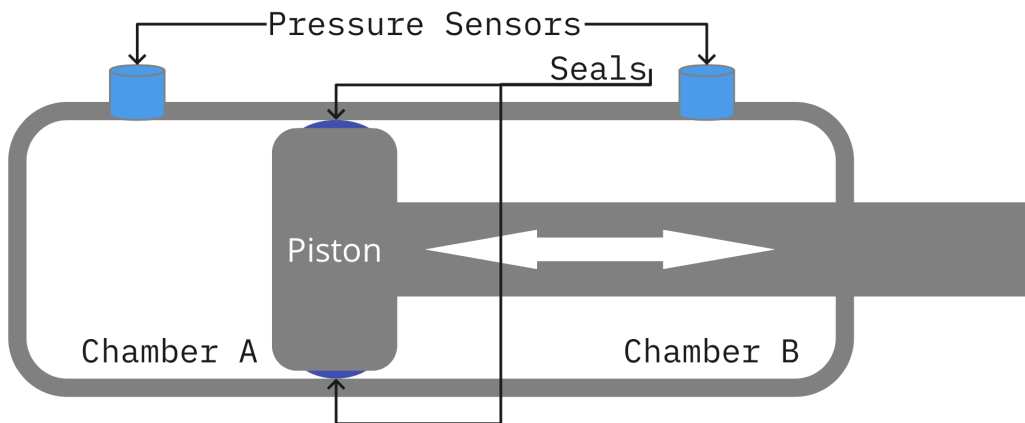 Pressure Sensors
Seals
Piston
Chamber A
Chamber B